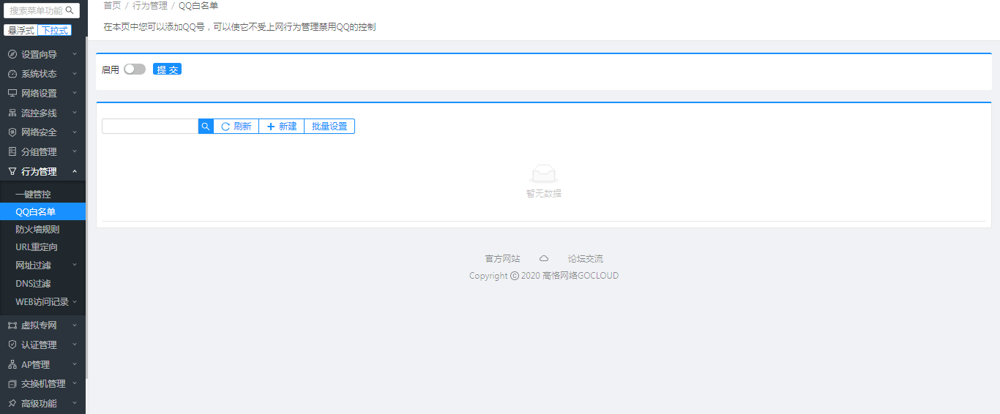 搜索菜单功能
悬浮式 下拉式
设置向导
系统状态
网络设置
流控多线
网络安全
分组管理
行为管理
一键管控
QQ白名单
防火墙规则
URL重定向
网址过滤
DNS过滤
WEB访问记录
虚拟专网
认证管理
AP管理
交换机管理
高级功能
首页 / 行为管理 / QQ白名单
在本页中您可以添加QQ号，可以使它不受上网行为管理禁用QQ的控制
启用 提 交
刷新 新建 批量设置
暂无数据
官方网站 论坛交流
Copyright © 2020 高恪网络GOCLOUD